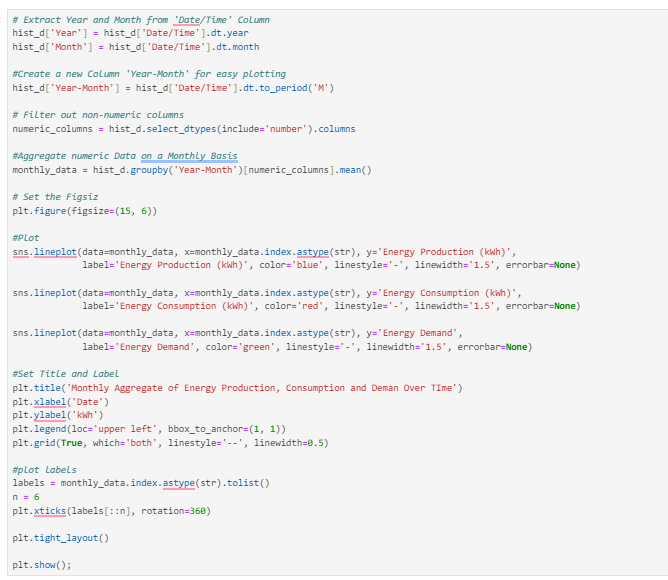 # Extract Year and Month from 'Date/Time' Column
hist_d['Year'] = hist_d['Date/Time'].dt.year
hist_d['Month'] = hist_d['Date/Time'].dt.month
#Create a new Column 'Year-Month' for easy plotting
hist_d['Year-Month'] = hist_d['Date/Time'].dt.to_period('M')
# Filter out non-numeric columns
numeric_columns = hist_d.select_dtypes(include='number').columns
#Aggregate numeric Data on a Monthly Basis
monthly_data = hist_d.groupby('Year-Month')[numeric_columns].mean()
# Set the Figsiz
plt.figure(figsize=(15, 6))
#Plot
sns.lineplot(data=monthly_data, x=monthly_data.index.astype(str), y='Energy Production (kWh)',
label='Energy Production (kWh)', color='blue', linestyle='-', linewidth='1.5', errorbar=None)
sns.lineplot(data=monthly_data, x=monthly_data.index.astype(str), y='Energy Consumption (kWh)',
label='Energy Consumption (kWh)', color='red', linestyle='-', linewidth='1.5', errorbar=None)
sns.lineplot(data=monthly_data, x=monthly_data.index.astype(str), y='Energy Demand',
label='Energy Demand', color='green', linestyle='-', linewidth='1.5', errorbar=None)
#Set Title and Label
plt.title('Monthly Aggregate of Energy Production, Consumption and Deman Over TIme')
plt.xlabel('Date')
plt.ylabel('kWh')
plt.legend(loc='upper left', bbox_to_anchor=(1, 1))
plt.grid(True, which='both', linestyle='--', linewidth=0.5)
#plot labels
labels = monthly_data.index.astype(str).tolist()
n = 6
plt.xticks(labels[::n], rotation=360)
plt.tight_layout()
plt.show();